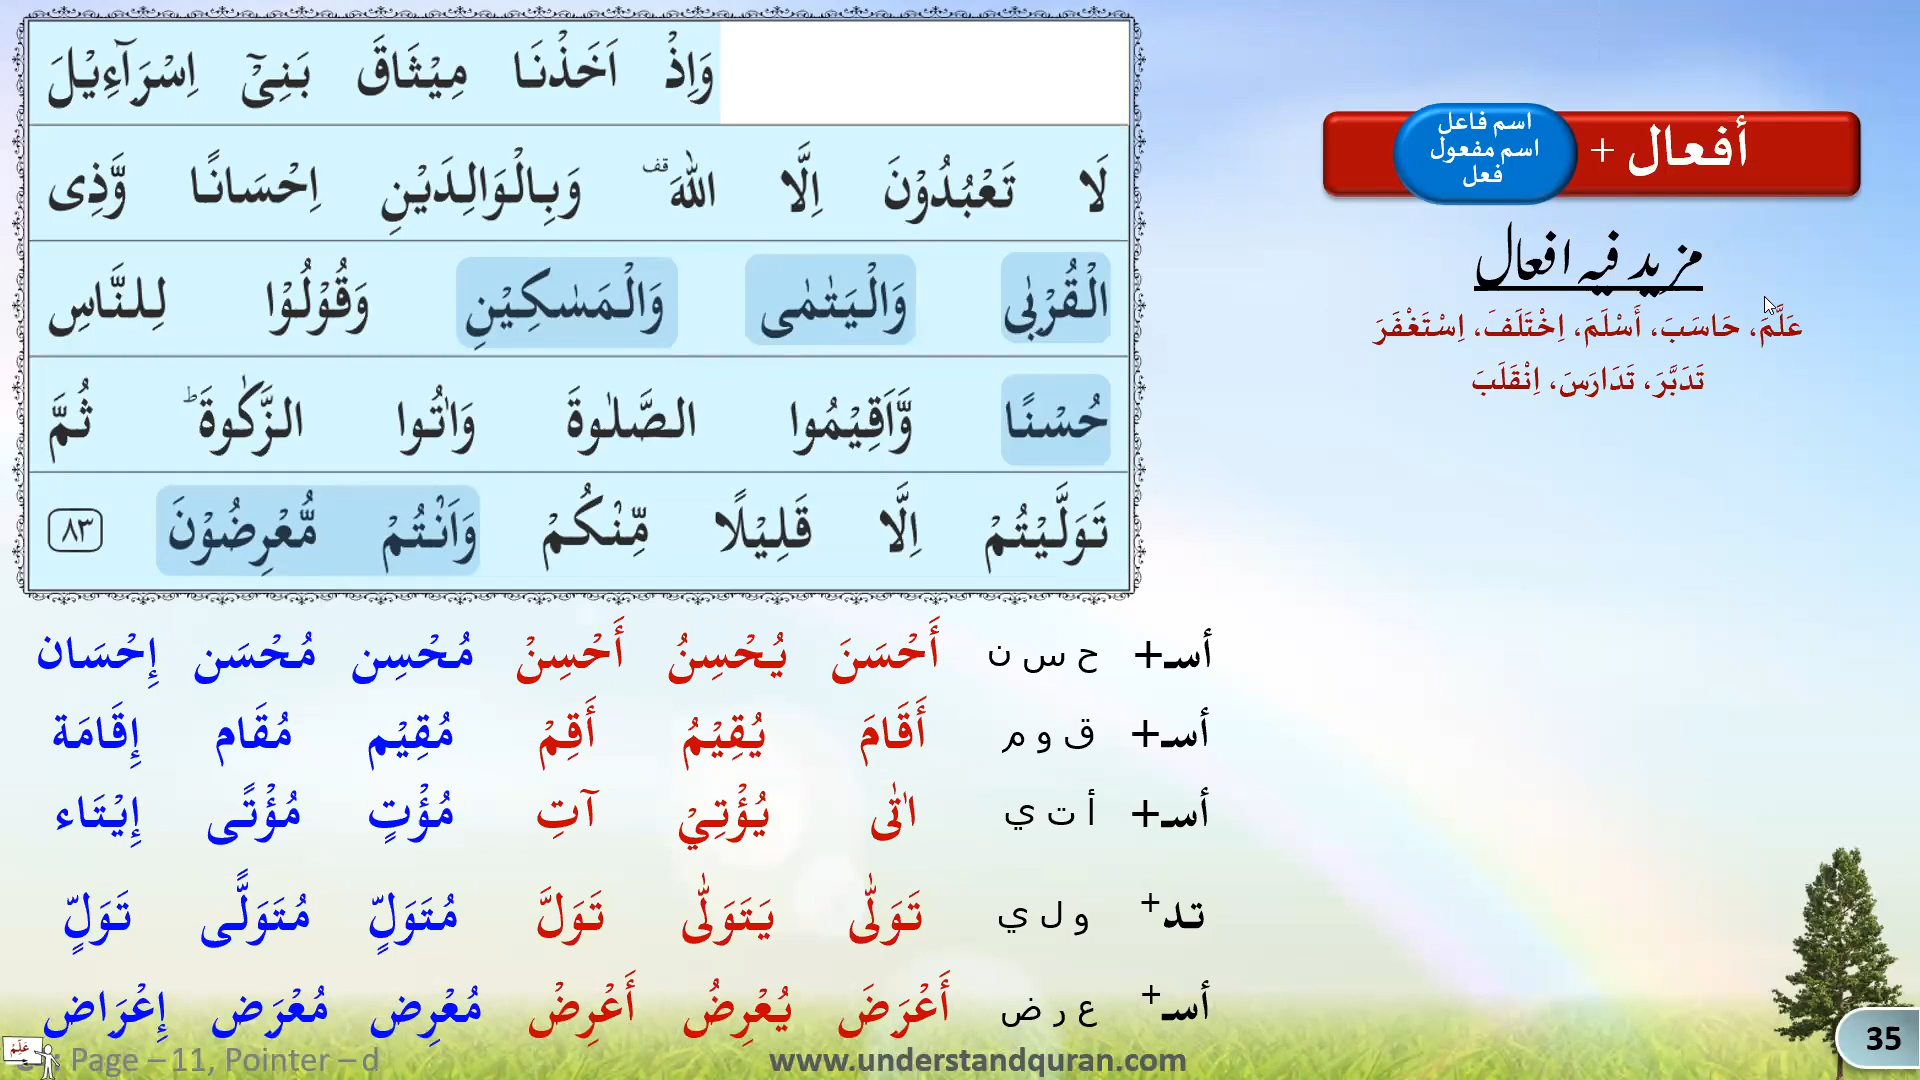 وَاِذْ اَخَذْنَا مِيْثَاقَ بَنِيْٓ اِسْرَآءِيْلَ
لَا تَعْبُدُوْنَ اِلَّا اللّٰهَ قف وَبِالْوَالِدَيْنِ اِحْسَانًا وَّذِى
الْقُرْبٰى وَالْيَتٰمٰى وَالْمَسٰكِيْنِ وَقُوْلُوْا لِلنَّاسِ
حُسْنًا وَّاَقِيْمُوا الصَّلٰوةَ وَاٰتُوا الزَّكٰوةَ ؕ ثُمَّ
تَوَلَّيْتُمْ اِلَّا قَلِيْلًا مِّنْكُمْ وَاَنْتُمْ مُّعْرِضُوْنَ ٨٣
أفعال + اسم فاعل
اسم مفعول
فعل
مزید فیہ افعال
عَلَّمَ، حَاسَبَ، أَسْلَمَ، اِخْتَلَفَ، اِسْتَغْفَرَ
تَدَبَّرَ، تَدَارَسَ، اِنْقَلَبَ
أسـ+ ح س ن أَحْسَنَ يُحْسِنُ أَحْسِنْ مُحْسِن مُحْسَن إِحْسَان
أسـ+ ق و م أَقَامَ يُقِيْمُ أَقِمْ مُقِيْم مُقَام إِقَامَة
أسـ+ أ ت ي اٰتٰى يُؤْتِيْ آتِ مُؤْتٍ مُؤْتًى إِيْتَاء
تد+ و ل ي تَوَلّٰى يَتَوَلّٰى تَوَلَّ مُتَوَلٍّ مُتَوَلًّى تَوَلٍّ
أسـ+ ع ر ض أَعْرَضَ يُعْرِضُ أَعْرِضْ مُعْرِض مُعْرَض إِعْرَاض
عَلِّمْ : Page – 11, Pointer – d www.understandquran.com 35